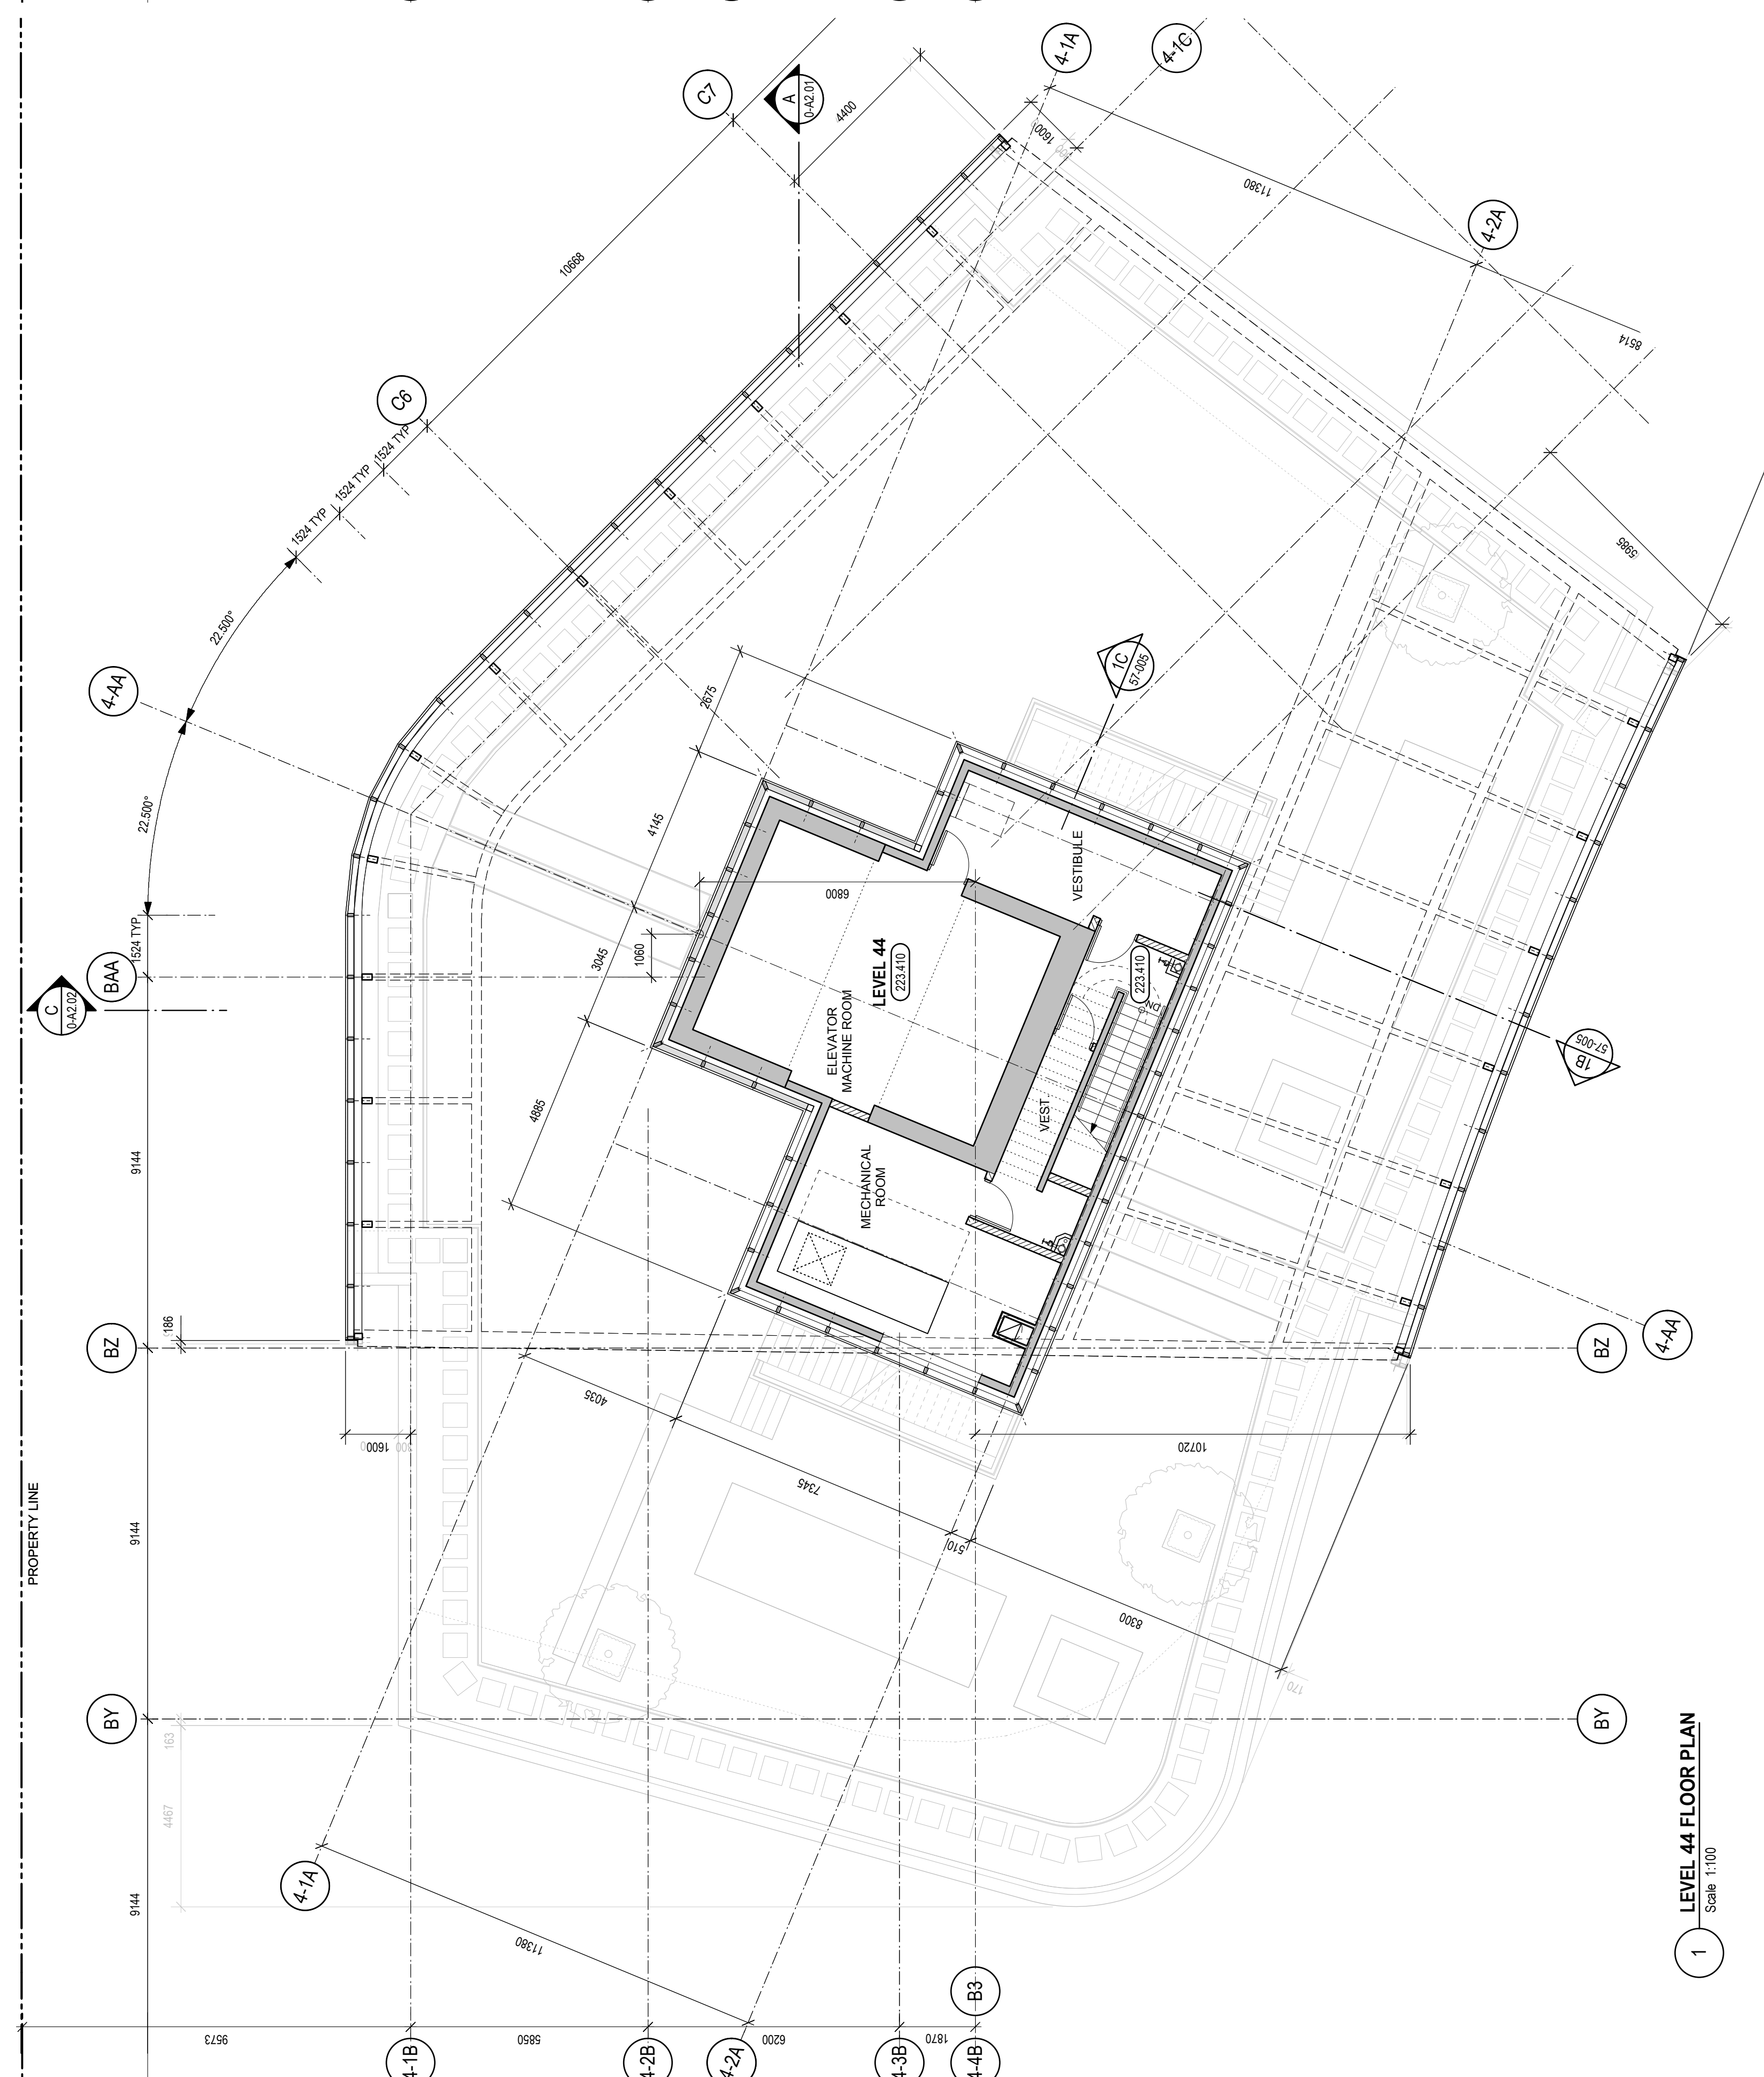 4-1A
4-1C
C7
A
0-A2.01
4400
1600
11380
4-2A
10668
8514
C6
1524 TYP
1524 TYP
1524 TYP
5985
22.500°
4-AA
22.500°
2675
1C
57-005
4145
VESTIBULE
6800
1524 TYP
BAA
C
0-A2.02
3045
1060
LEVEL 44
223.410
223.410
DN
ELEVATOR
MACHINE ROOM
1B
57-005
4885
VEST
9144
MECHANICAL
ROOM
186
BZ
BZ
4-AA
4035
1600
10720
7345
510
PROPERTY LINE
9144
8300
170
BY
BY
163
4467
4-1A
9144
11380
B3
9573
5850
6200
1870
4-1B
4-2B
4-2A
4-3B
4-4B
1
LEVEL 44 FLOOR PLAN
Scale 1:100